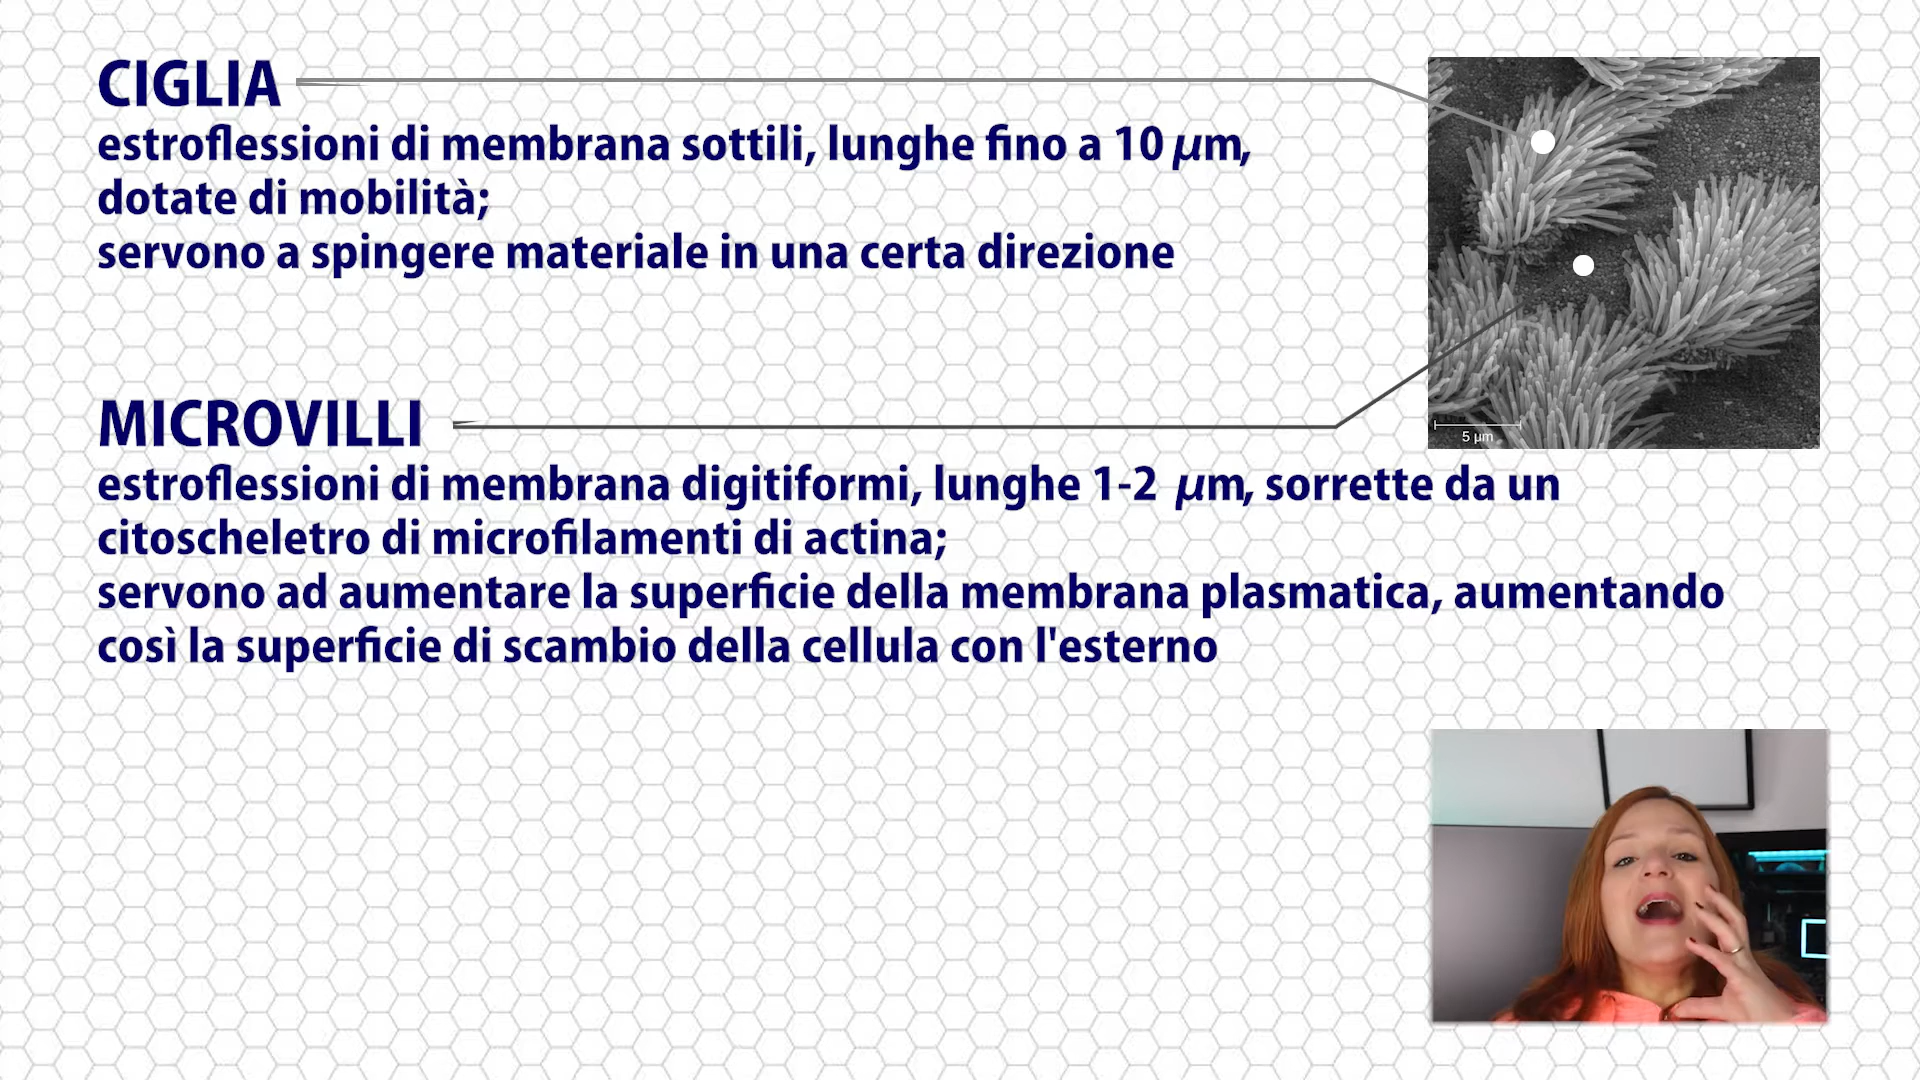 CIGLIA
estroflessioni di membrana sottili, lunghe fino a 10 μm,
dotate di mobilità;
servono a spingere materiale in una certa direzione
5 μm
MICROVILLI
estroflessioni di membrana digitiformi, lunghe 1-2 μm, sorrette da un
citoscheletro di microfilamenti di actina;
servono ad aumentare la superficie della membrana plasmatica, aumentando
così la superficie di scambio della cellula con l'esterno